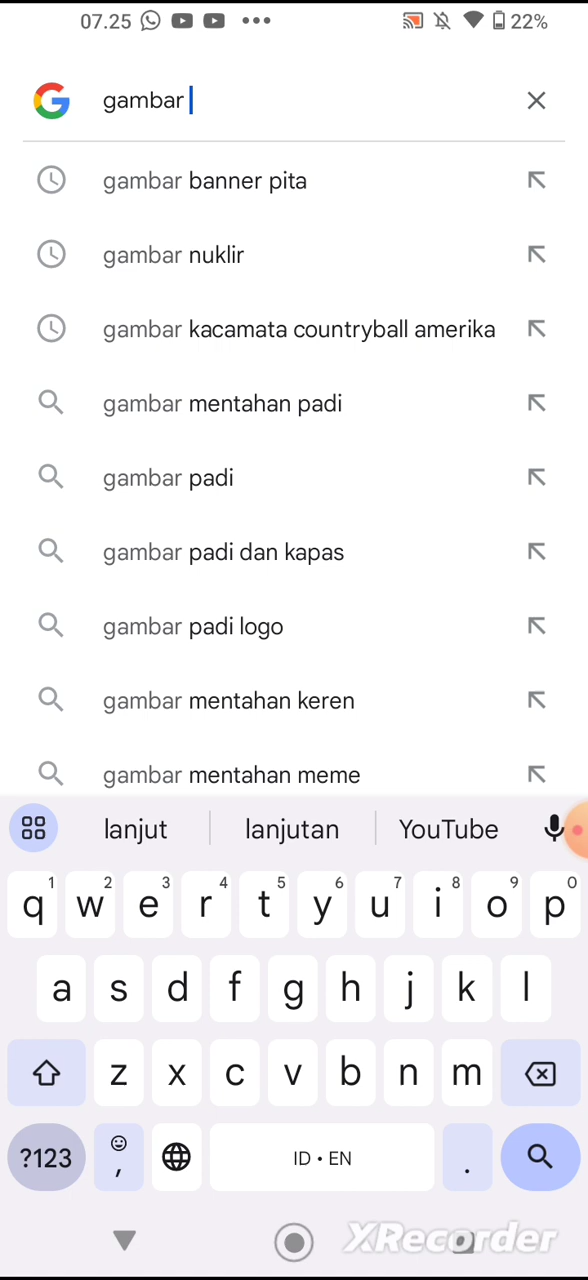 07.25 22%
gambar
gambar banner pita
gambar nuklir
gambar kacamata countryball amerika
gambar mentahan padi
gambar padi
gambar padi dan kapas
gambar padi logo
gambar mentahan keren
gambar mentahan meme
lanjut lanjutan YouTube
q1 w2 e3 r4 t5 y6 u7 i8 o9 p0
a s d f g h j k l
z x c v b n m
?123 , ID • EN .
XRecorder